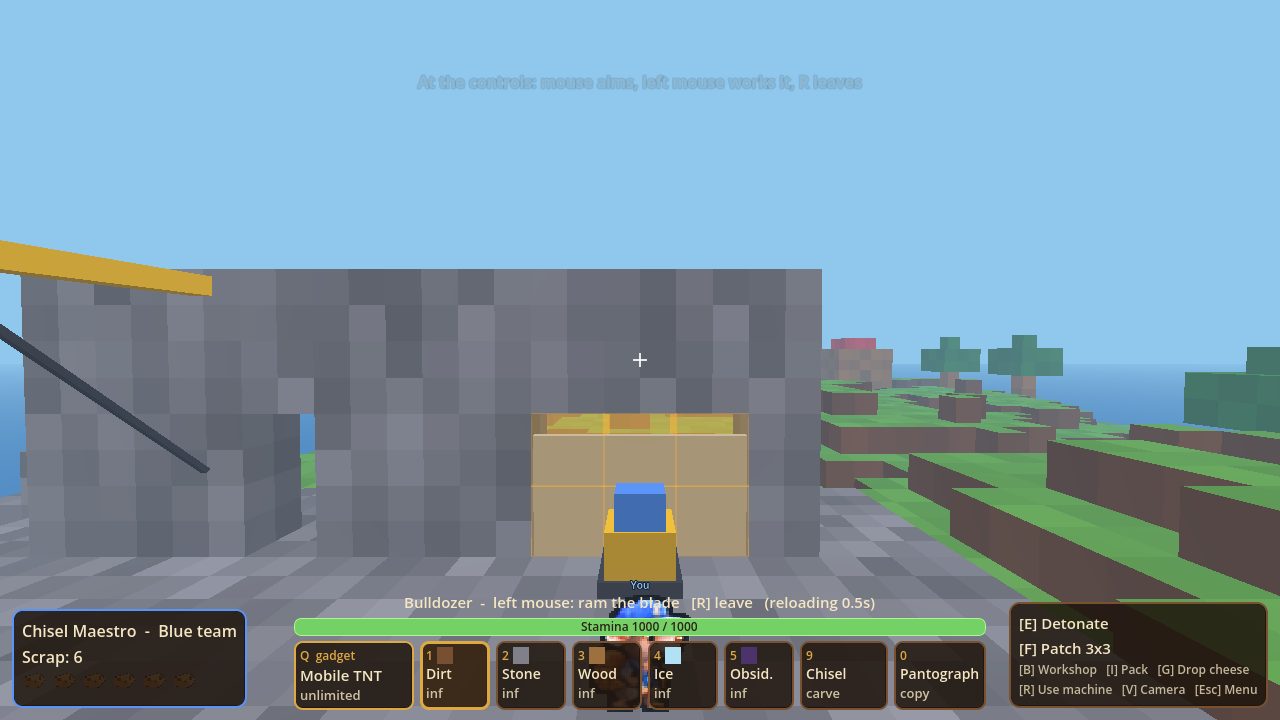 At the controls: mouse aims, left mouse works it, R leaves
You
Bulldozer - left mouse: ram the blade [R] leave (reloading 0.5s)
Stamina 1000 / 1000
Chisel Maestro - Blue team
Scrap: 6
Q gadget
Mobile TNT
unlimited
1
Dirt
inf
2
Stone
inf
3
Wood
inf
4
Ice
inf
5
Obsid.
inf
9
Chisel
carve
0
Pantograph
copy
[E] Detonate
[F] Patch 3x3
[B] Workshop [I] Pack [G] Drop cheese
[R] Use machine [V] Camera [Esc] Menu